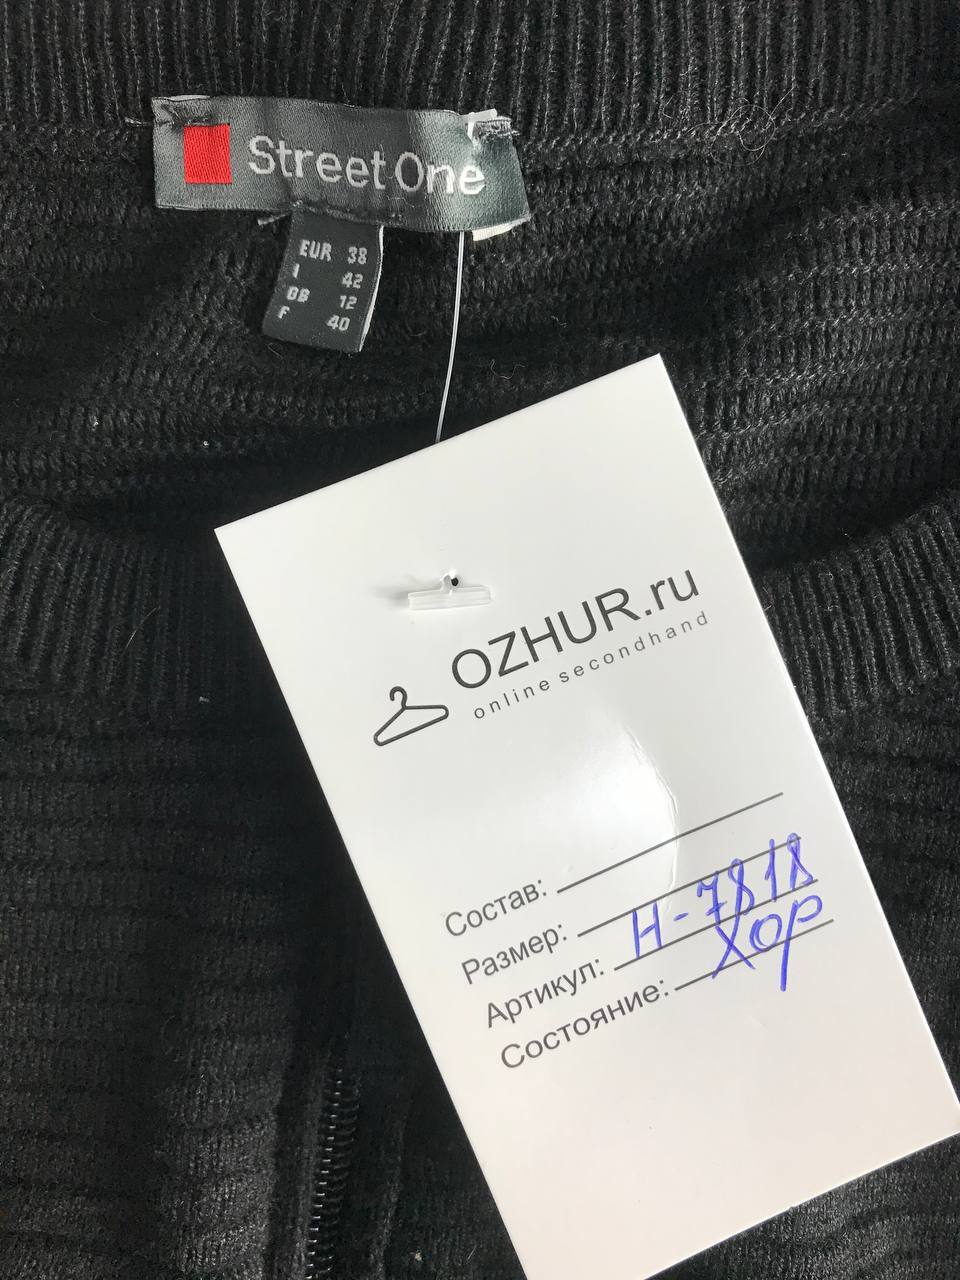 Street One
EUR 38
I 42
GB 12
F 40
OZHUR.ru
online secondhand
Состав:
Размер:
Артикул: Н-7818
Состояние: ХОР